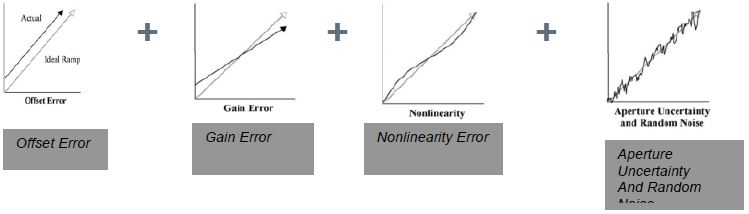 Actual
Ideal Ramp
Offset Error
+
Gain Error
+
Nonlinearity
+
Aperture Uncertainty
and Random Noise
Offset Error
Gain Error
Nonlinearity Error
Aperture
Uncertainty
And Random
Noise